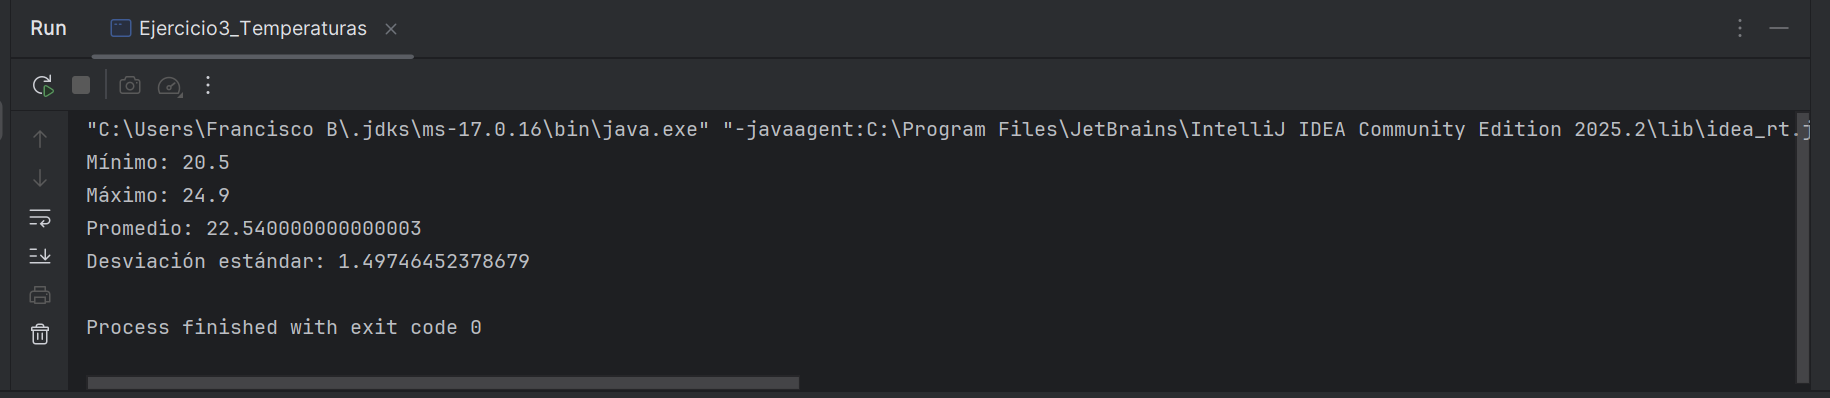 Run Ejercicio3_Temperaturas
"C:\Users\Francisco B\.jdks\ms-17.0.16\bin\java.exe" "-javaagent:C:\Program Files\JetBrains\IntelliJ IDEA Community Edition 2025.2\lib\idea_rt.j
Mínimo: 20.5
Máximo: 24.9
Promedio: 22.540000000000003
Desviación estándar: 1.49746452378679
Process finished with exit code 0